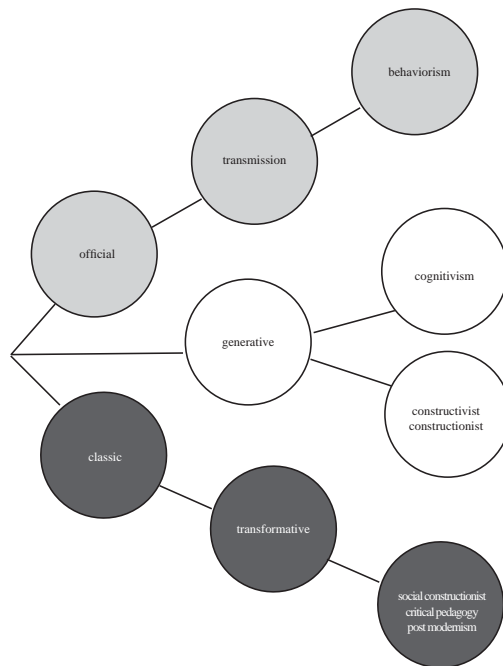 behaviorism
transmission
official
cognitivism
generative
constructivist
constructionist
classic
transformative
social constructionist
critical pedagogy
post modernism